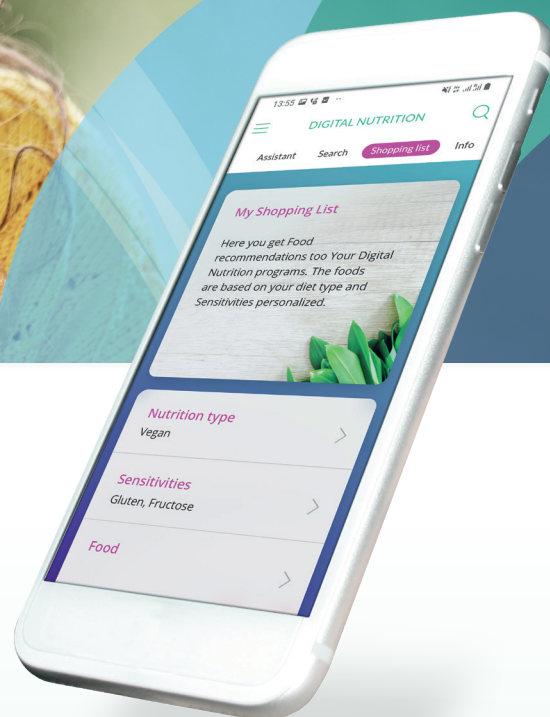 13:55
DIGITAL NUTRITION
Assistant Search Shopping list Info
My Shopping List
Here you get Food
recommendations too Your Digital
Nutrition programs. The foods
are based on your diet type and
Sensitivities personalized.
Nutrition type
Vegan
Sensitivities
Gluten, Fructose
Food